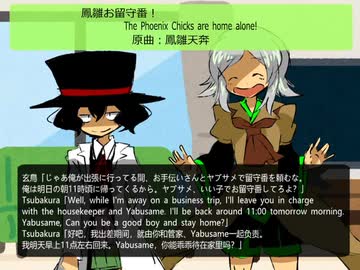 鳳雛お留守番！
The Phoenix Chicks are home alone!
原曲：鳳雛天奔
玄鳥「じゃあ俺が出張に行ってる間、お手伝いさんとヤブサメで留守番を頼むな。
俺は明日の朝11時頃に帰ってくるから。ヤブサメ、いい子でお留守番してろよ？」
Tsubakura「Well, while I'm away on a business trip, I'll leave you in charge
with the housekeeper and Yabusame. I'll be back around 11:00 tomorrow morning.
Yabusame, Can you be a good boy and stay home?」
Tsubakura「好吧，我出差期间，就由你和管家、Yabusame一起负责。
我明天早上11点左右回来。Yabusame，你能乖乖待在家里吗？」